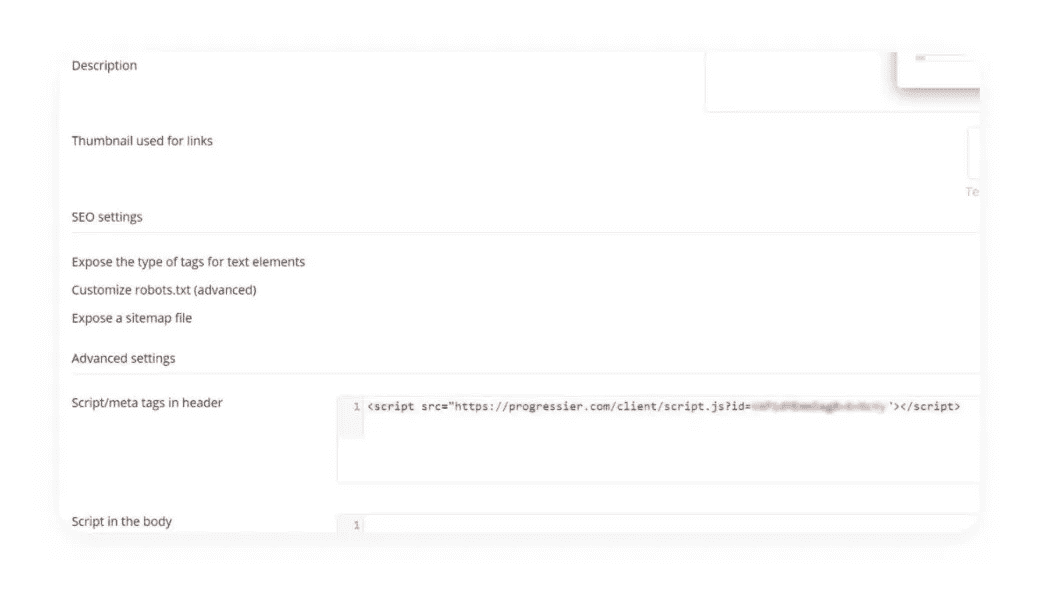 Description
Thumbnail used for links
Te
SEO settings
Expose the type of tags for text elements
Customize robots.txt (advanced)
Expose a sitemap file
Advanced settings
Script/meta tags in header
1 <script src="https://progressier.com/client/script.js?id= "></script>
Script in the body
1